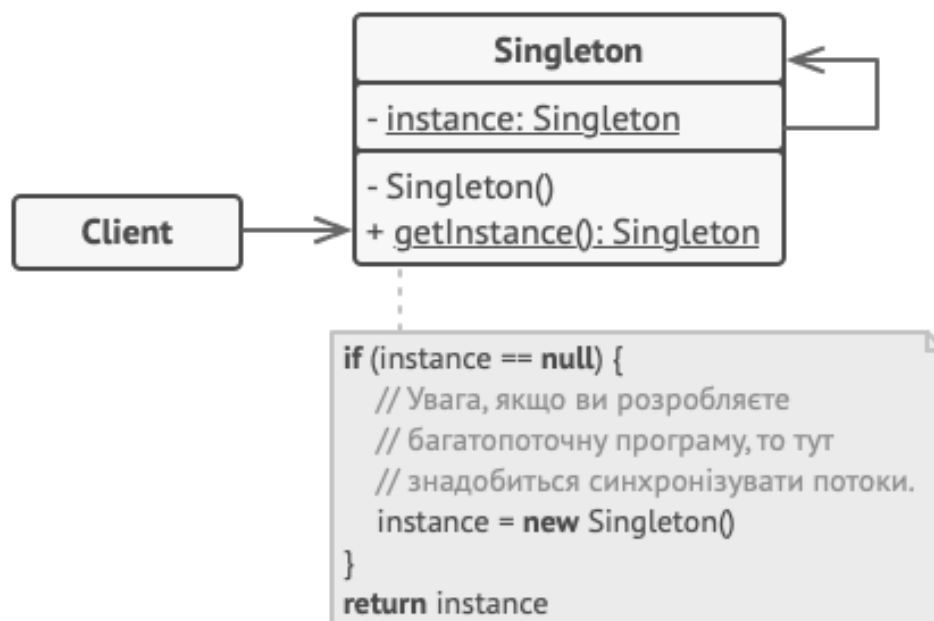 Singleton
- instance: Singleton
- Singleton()
+ getInstance(): Singleton
Client
if (instance == null) {
// Увага, якщо ви розробляєте
// багатопоточну програму, то тут
// знадобиться синхронізувати потоки.
instance = new Singleton()
}
return instance